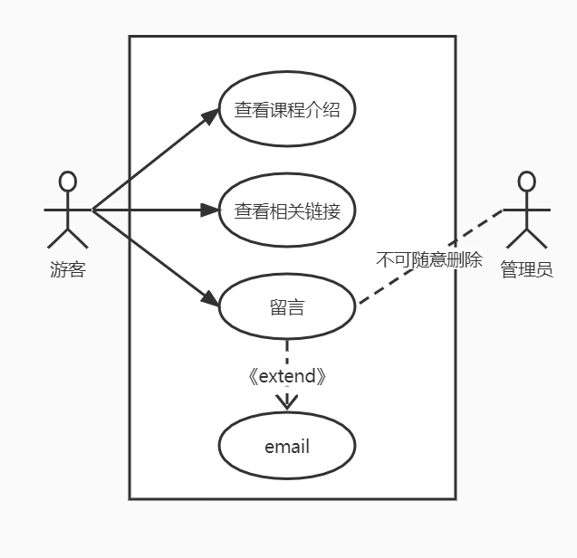 查看课程介绍
查看相关链接
不可随意删除
游客
管理员
留言
《extend》
email